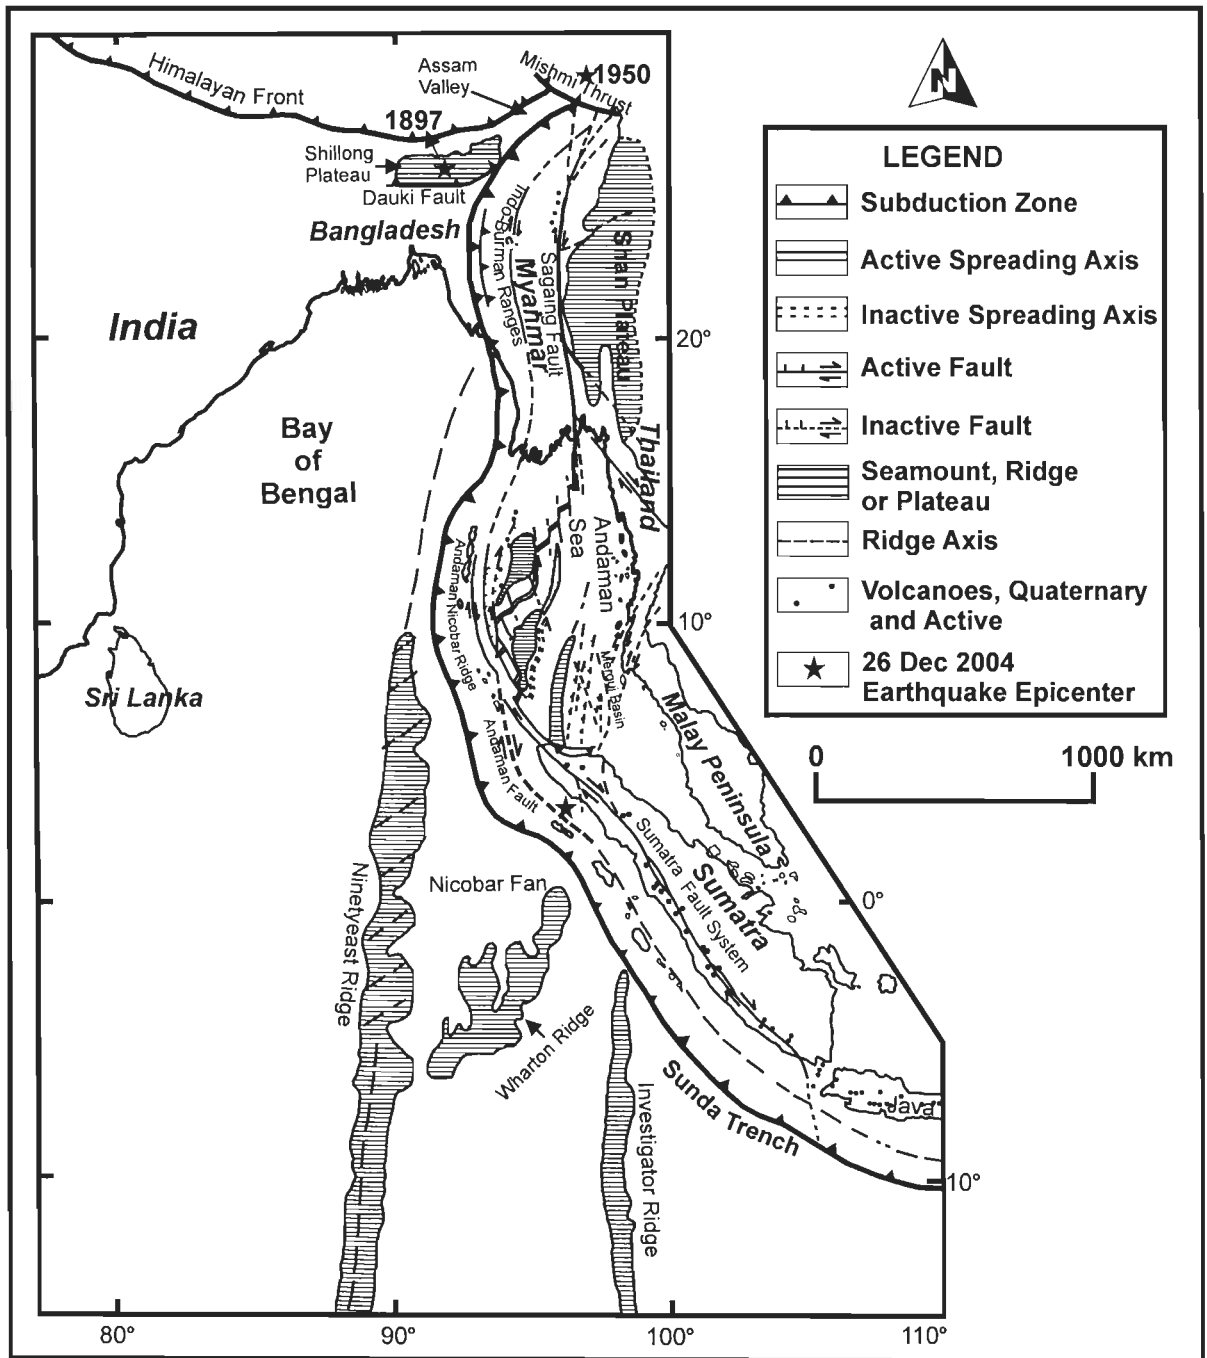 Himalayan Front
Assam
Valley
Mishmi Thrust
1950
1897
Shillong
Plateau
Dauki Fault
Bangladesh
Indo-Burman Ranges
Myanmar
Sagaing Fault
Shan Plateau
India
20°
Bay
of
Bengal
Thailand
Andaman
Sea
Andaman Nicobar Ridge
10°
Mergui Basin
Sri Lanka
Malay Peninsula
Andaman Fault
Sumatra Fault System
Sumatra
Nicobar Fan
0°
Ninetyeast Ridge
Wharton Ridge
Investigator Ridge
Sunda Trench
Java
10°
80°
90°
100°
110°
N
LEGEND
Subduction Zone
Active Spreading Axis
Inactive Spreading Axis
Active Fault
Inactive Fault
Seamount, Ridge
or Plateau
Ridge Axis
Volcanoes, Quaternary
and Active
26 Dec 2004
Earthquake Epicenter
0
1000 km